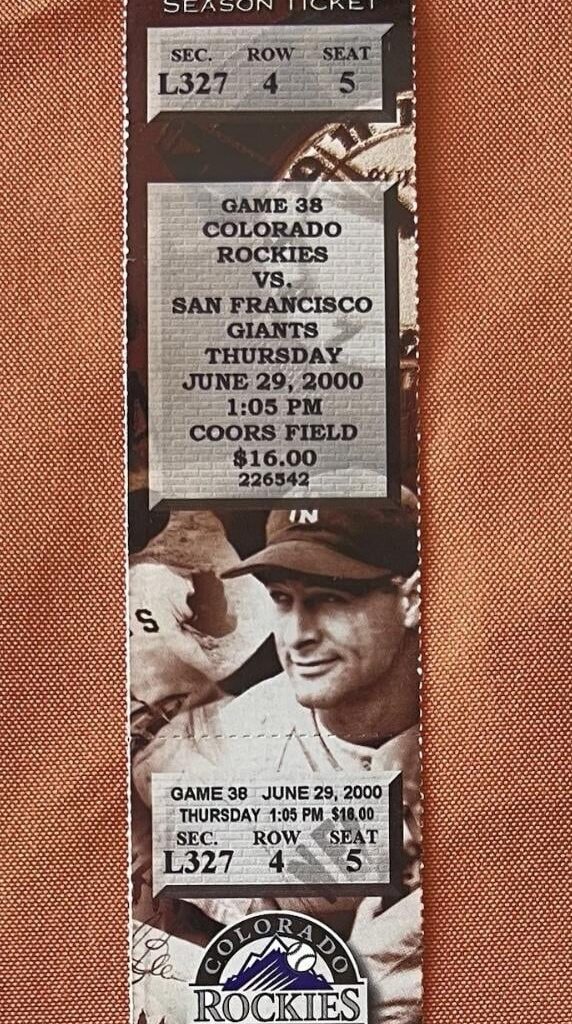 SEASON TICKET
SEC. ROW SEAT
L327 4 5
GAME 38
COLORADO
ROCKIES
VS.
SAN FRANCISCO
GIANTS
THURSDAY
JUNE 29, 2000
1:05 PM
COORS FIELD
$16.00
226542
S
GAME 38 JUNE 29, 2000
THURSDAY 1:05 PM $16.00
SEC. ROW SEAT
L327 4 5
COLORADO
ROCKIES